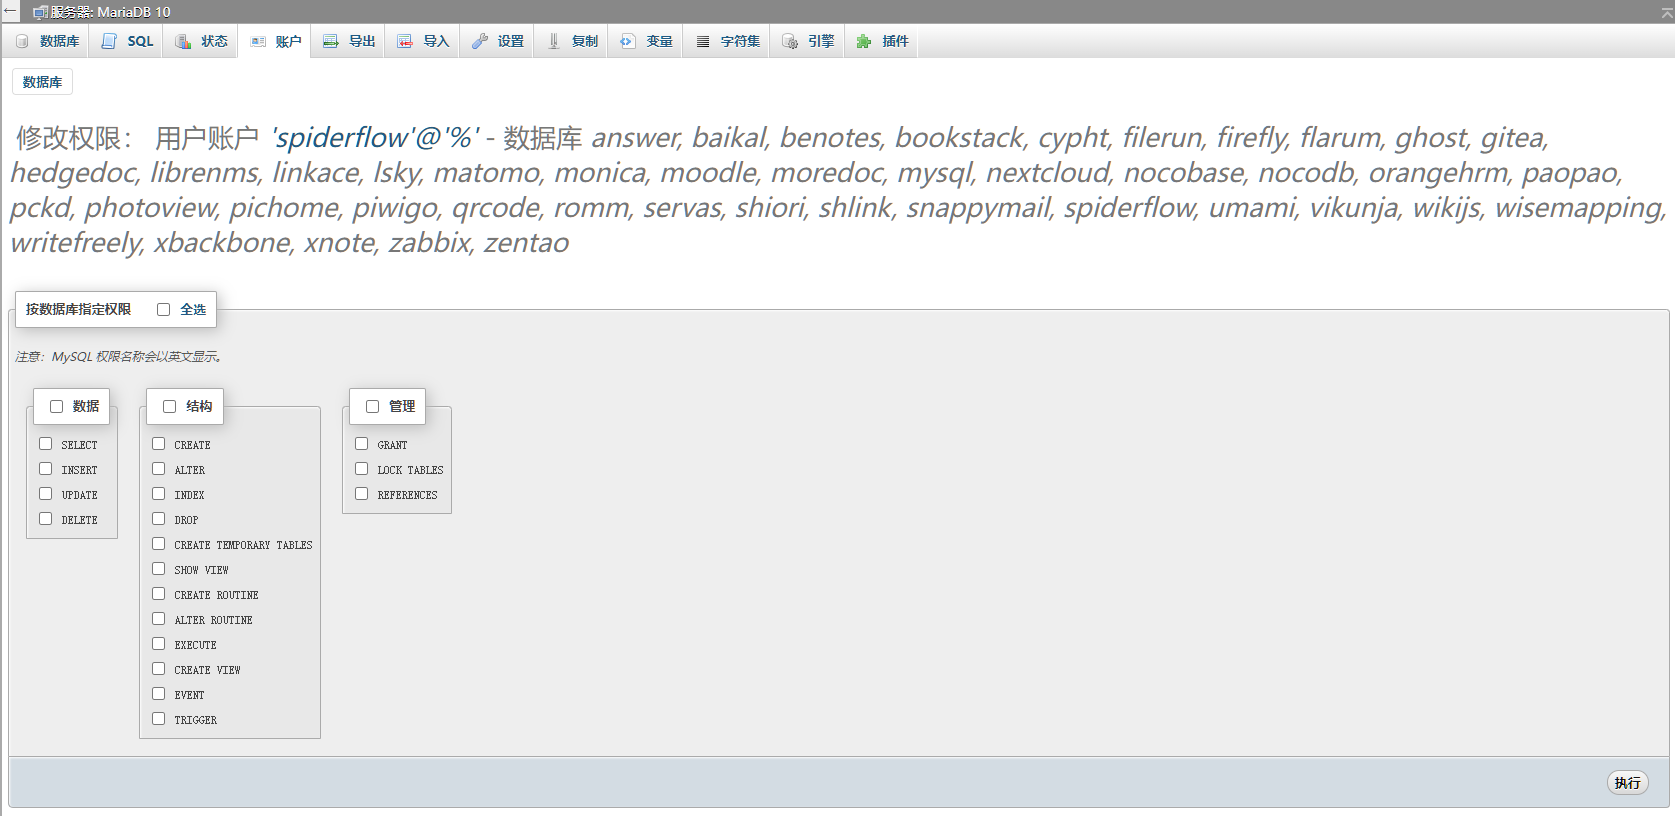 服务器: MariaDB 10
数据库 SQL 状态 账户 导出 导入 设置 复制 变量 字符集 引擎 插件
数据库
修改权限： 用户账户 'spiderflow'@'%' - 数据库 answer, baikal, benotes, bookstack, cypht, filerun, firefly, flarum, ghost, gitea,
hedgedoc, librenms, linkace, lsky, matomo, monica, moodle, moredoc, mysql, nextcloud, nocobase, nocodb, orangehrm, paopao,
pckd, photoview, pichome, piwigo, qrcode, romm, servas, shiori, shlink, snappymail, spiderflow, umami, vikunja, wikijs, wisemapping,
writefreely, xbackbone, xnote, zabbix, zentao
按数据库指定权限 全选
注意：MySQL 权限名称会以英文显示。
数据
SELECT
INSERT
UPDATE
DELETE
结构
CREATE
ALTER
INDEX
DROP
CREATE TEMPORARY TABLES
SHOW VIEW
CREATE ROUTINE
ALTER ROUTINE
EXECUTE
CREATE VIEW
EVENT
TRIGGER
管理
GRANT
LOCK TABLES
REFERENCES
执行